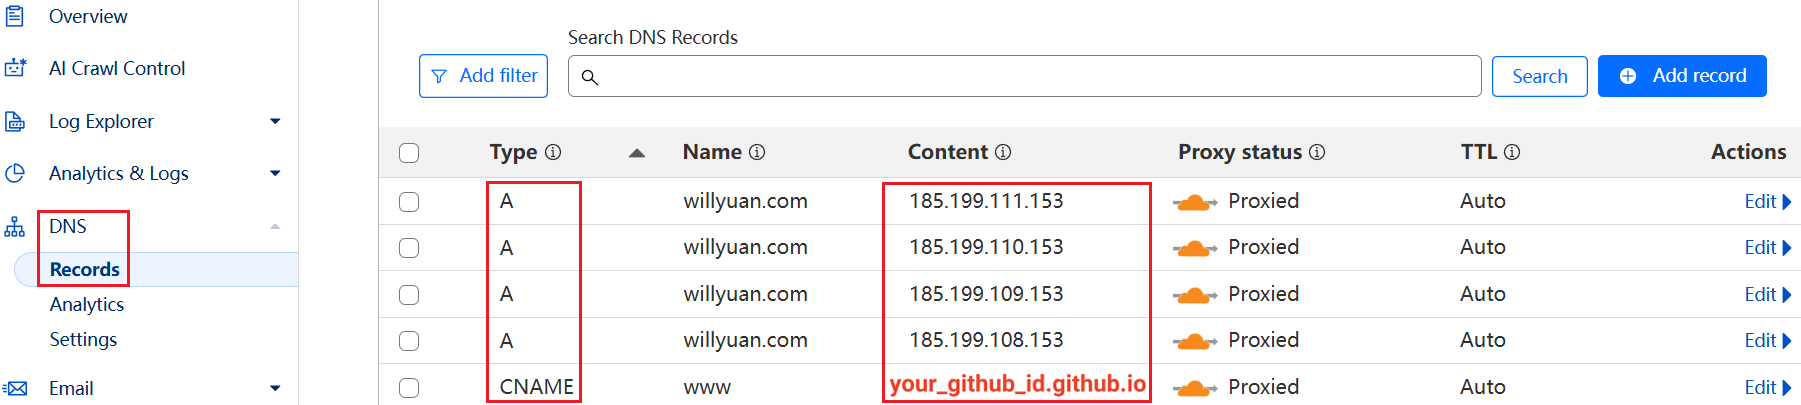 Overview
AI Crawl Control
Log Explorer
Analytics & Logs
DNS
Records
Analytics
Settings
Email
Search DNS Records
Add filter
Search
Add record
Type Name Content Proxy status TTL Actions
A willyuan.com 185.199.111.153 Proxied Auto Edit
A willyuan.com 185.199.110.153 Proxied Auto Edit
A willyuan.com 185.199.109.153 Proxied Auto Edit
A willyuan.com 185.199.108.153 Proxied Auto Edit
CNAME www your_github_id.github.io Proxied Auto Edit